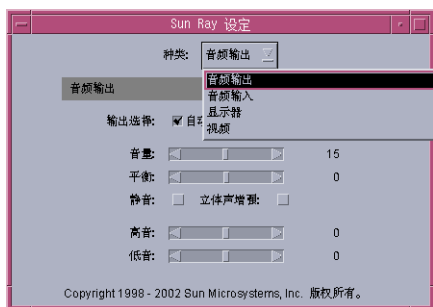 Sun Ray 设定
种类: 音频输出
音频输出
音频输出
音频输入
显示器
视频
输出选择: 自
音量: 15
平衡: 0
静音: 立体声增强:
高音: 0
低音: 0
Copyright 1998 - 2002 Sun Microsystems, Inc. 版权所有。